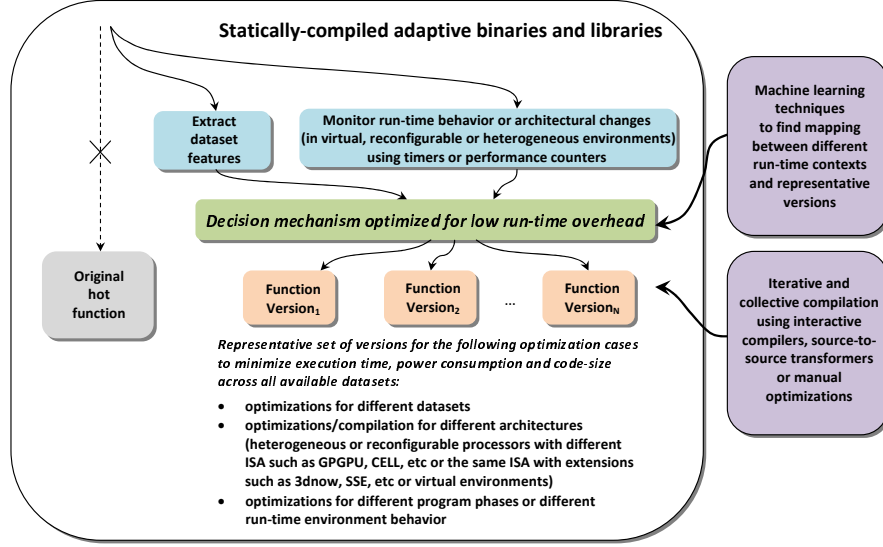 Statically-compiled adaptive binaries and libraries
Extract
dataset
features
Monitor run-time behavior or architectural changes
(in virtual, reconfigurable or heterogeneous environments)
using timers or performance counters
Machine learning
techniques
to find mapping
between different
run-time contexts
and representative
versions
Decision mechanism optimized for low run-time overhead
Original
hot
function
Function
Version1
Function
Version2
...
Function
VersionN
Iterative and
collective compilation
using interactive
compilers, source-to-
source transformers
or manual
optimizations
Representative set of versions for the following optimization cases
to minimize execution time, power consumption and code-size
across all available datasets:
• optimizations for different datasets
• optimizations/compilation for different architectures
(heterogeneous or reconfigurable processors with different
ISA such as GPGPU, CELL, etc or the same ISA with extensions
such as 3dnow, SSE, etc or virtual environments)
• optimizations for different program phases or different
run-time environment behavior